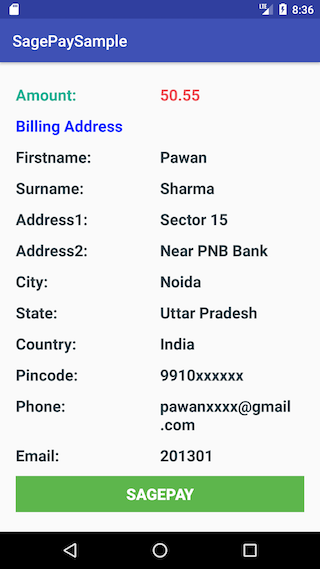 LTE 8:36
SagePaySample
Amount: 50.55
Billing Address
Firstname: Pawan
Surname: Sharma
Address1: Sector 15
Address2: Near PNB Bank
City: Noida
State: Uttar Pradesh
Country: India
Pincode: 9910xxxxxx
Phone: pawanxxxx@gmail
.com
Email: 201301
SAGEPAY